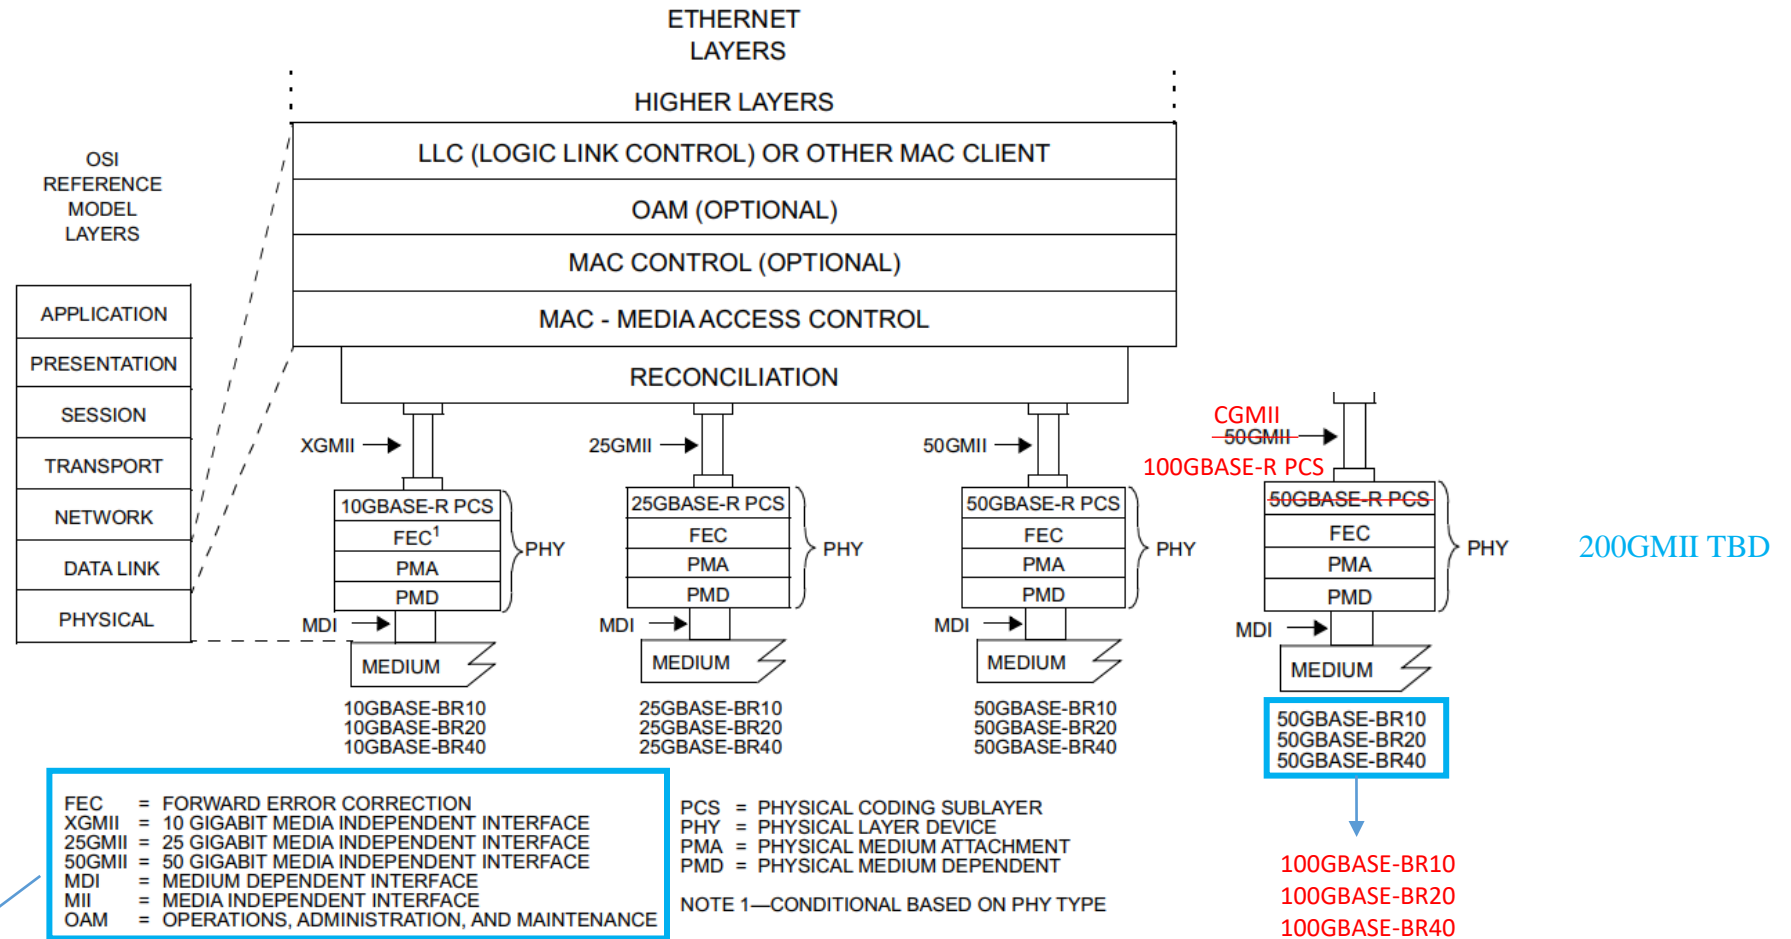 ETHERNET
LAYERS
HIGHER LAYERS
LLC (LOGIC LINK CONTROL) OR OTHER MAC CLIENT
OAM (OPTIONAL)
MAC CONTROL (OPTIONAL)
MAC - MEDIA ACCESS CONTROL
RECONCILIATION
OSI
REFERENCE
MODEL
LAYERS
APPLICATION
PRESENTATION
SESSION
TRANSPORT
NETWORK
DATA LINK
PHYSICAL
XGMII
10GBASE-R PCS
FEC1
PMA
PMD
PHY
MDI
MEDIUM
10GBASE-BR10
10GBASE-BR20
10GBASE-BR40
25GMII
25GBASE-R PCS
FEC
PMA
PMD
PHY
MDI
MEDIUM
25GBASE-BR10
25GBASE-BR20
25GBASE-BR40
50GMII
50GBASE-R PCS
FEC
PMA
PMD
PHY
MDI
MEDIUM
50GBASE-BR10
50GBASE-BR20
50GBASE-BR40
CGMII
50GMII
100GBASE-R PCS
50GBASE-R PCS
FEC
PMA
PMD
PHY
MDI
MEDIUM
50GBASE-BR10
50GBASE-BR20
50GBASE-BR40
100GBASE-BR10
100GBASE-BR20
100GBASE-BR40
200GMII TBD
FEC = FORWARD ERROR CORRECTION
XGMII = 10 GIGABIT MEDIA INDEPENDENT INTERFACE
25GMII = 25 GIGABIT MEDIA INDEPENDENT INTERFACE
50GMII = 50 GIGABIT MEDIA INDEPENDENT INTERFACE
MDI = MEDIUM DEPENDENT INTERFACE
MII = MEDIA INDEPENDENT INTERFACE
OAM = OPERATIONS, ADMINISTRATION, AND MAINTENANCE
PCS = PHYSICAL CODING SUBLAYER
PHY = PHYSICAL LAYER DEVICE
PMA = PHYSICAL MEDIUM ATTACHMENT
PMD = PHYSICAL MEDIUM DEPENDENT
NOTE 1—CONDITIONAL BASED ON PHY TYPE